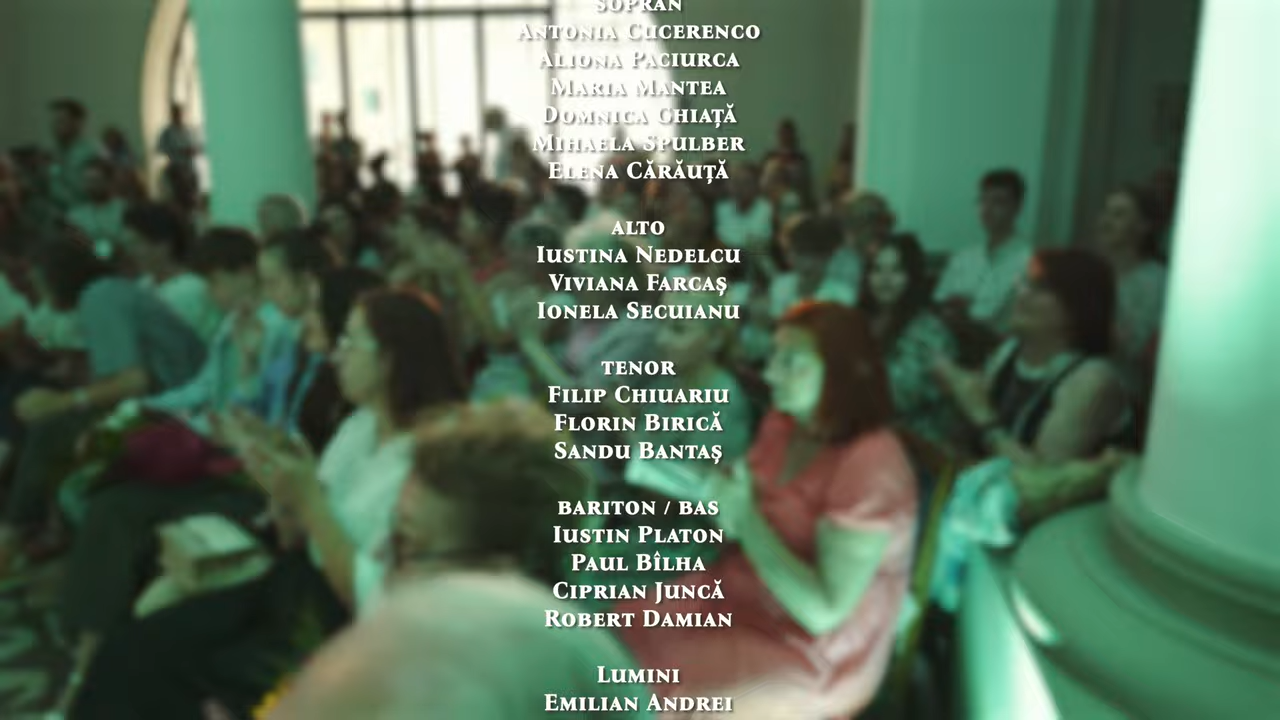 SOPRAN
ANTONIA CUCERENCO
ALIONA PACIURCA
MARIA MANTEA
DOMNICA GHIAȚĂ
MIHAELA SPULBER
ELENA CĂRĂUȚĂ
ALTO
IUSTINA NEDELCU
VIVIANA FARCAȘ
IONELA SECUIANU
TENOR
FILIP CHIUARIU
FLORIN BIRICĂ
SANDU BANTAȘ
BARITON / BAS
IUSTIN PLATON
PAUL BÎLHA
CIPRIAN JUNCĂ
ROBERT DAMIAN
LUMINI
EMILIAN ANDREI